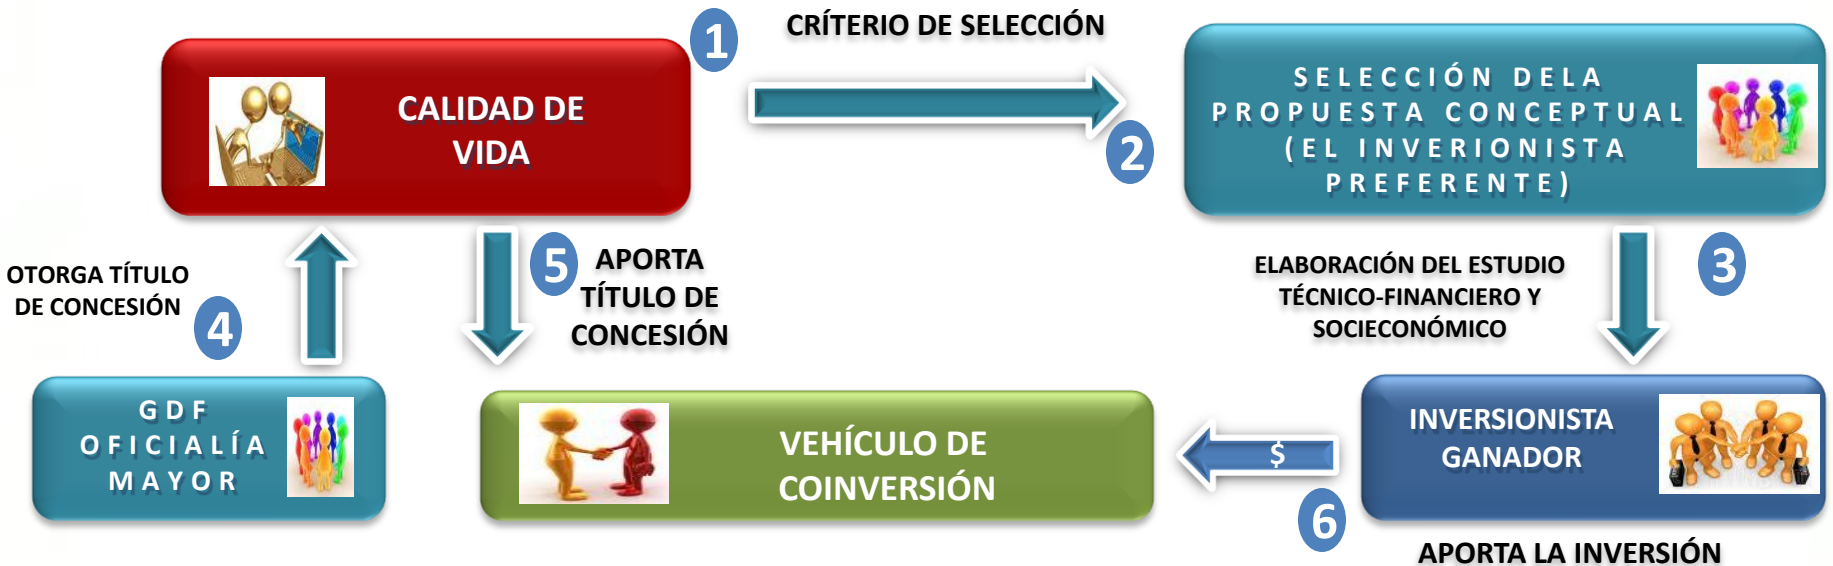 1
CRÍTERIO DE SELECCIÓN
CALIDAD DE
VIDA
2
SELECCIÓN DELA
PROPUESTA CONCEPTUAL
(EL INVERIONISTA
PREFERENTE)
OTORGA TÍTULO
DE CONCESIÓN
4
5
APORTA
TÍTULO DE
CONCESIÓN
ELABORACIÓN DEL ESTUDIO
TÉCNICO-FINANCIERO Y
SOCIECONÓMICO
3
GDF
OFICIALÍA
MAYOR
VEHÍCULO DE
COINVERSIÓN
$
6
INVERSIONISTA
GANADOR
APORTA LA INVERSIÓN